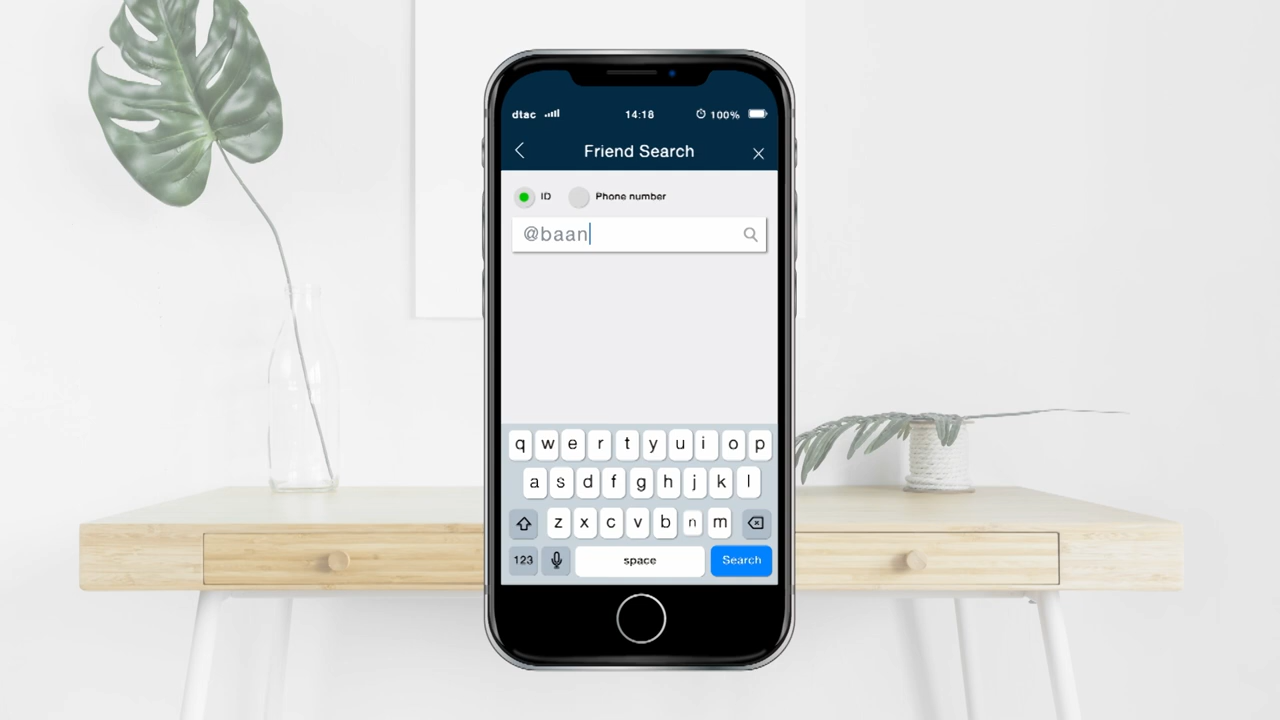 dtac 14:18 100%
Friend Search
ID Phone number
@baan
q w e r t y u i o p
a s d f g h j k l
z x c v b n m
123 space Search